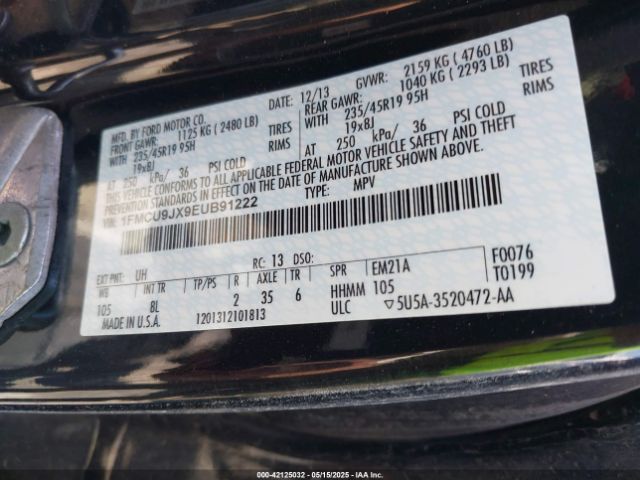 MFD. BY FORD MOTOR CO.
DATE: 12/13 GVWR: 2159 KG ( 4760 LB)
FRONT GAWR: 1125 KG ( 2480 LB) REAR GAWR: 1040 KG ( 2293 LB)
WITH 235/45R19 95H TIRES WITH 235/45R19 95H TIRES
19x8J RIMS 19x8J RIMS
AT 250 kPa/ 36 PSI COLD AT 250 kPa/ 36 PSI COLD
THIS VEHICLE CONFORMS TO ALL APPLICABLE FEDERAL MOTOR VEHICLE SAFETY AND THEFT
PREVENTION STANDARDS IN EFFECT ON THE DATE OF MANUFACTURE SHOWN ABOVE.
VIN: 1FMCU9JX9EUB91222
TYPE: MPV
EXT PNT: UH RC: 13 DSO:
WB INT TR TP/PS R AXLE TR SPR EM21A F0076
105 8L 2 35 6 HHMM 105 T0199
MADE IN U.S.A. 1201312101813 ULC ▽5U5A-3520472-AA
000-42125032 - 05/15/2025 - IAAI.COM